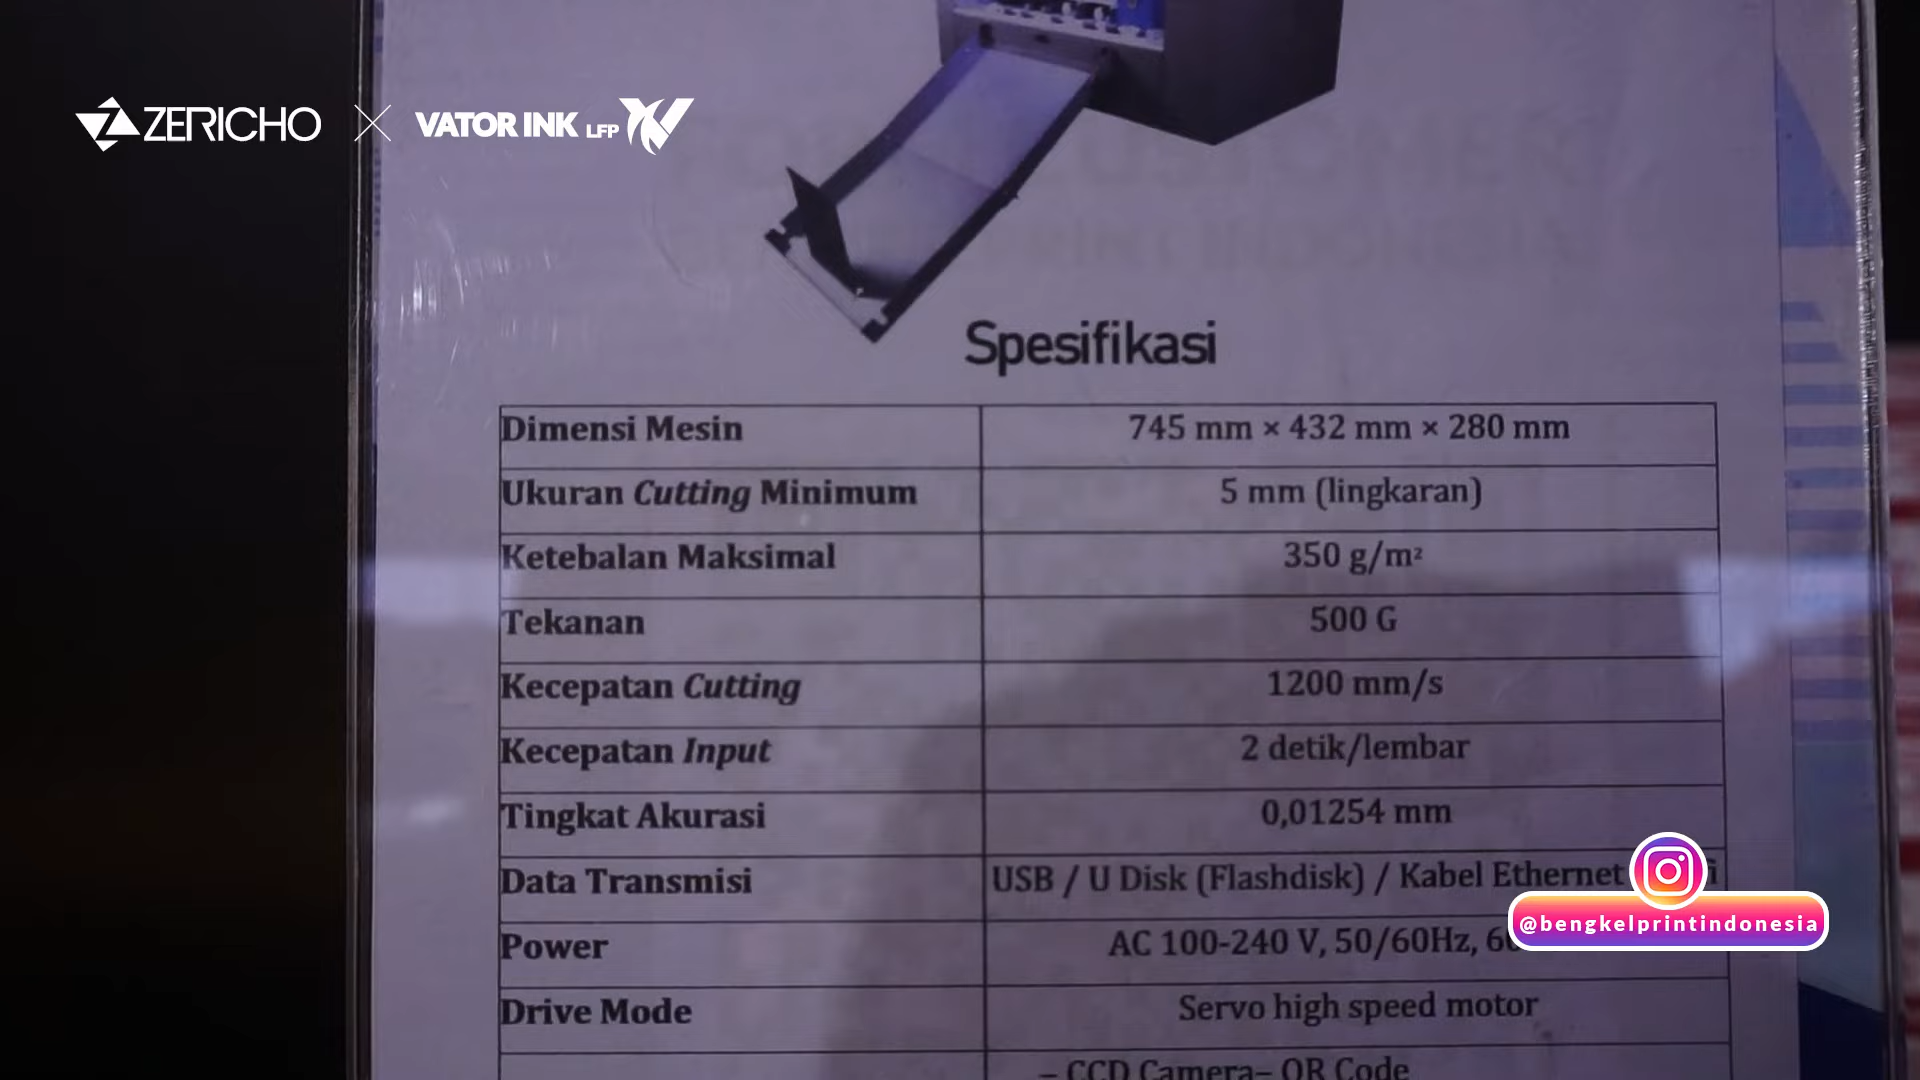 ZERICHO
VATOR INK LFP
Spesifikasi
Dimensi Mesin 745 mm × 432 mm × 280 mm
Ukuran Cutting Minimum 5 mm (lingkaran)
Ketebalan Maksimal 350 g/m²
Tekanan 500 G
Kecepatan Cutting 1200 mm/s
Kecepatan Input 2 detik/lembar
Tingkat Akurasi 0,01254 mm
Data Transmisi USB / U Disk (Flashdisk) / Kabel Ethernet
Power AC 100-240 V, 50/60Hz,
@bengkelprintindonesia
Drive Mode Servo high speed motor
– CCD Camera– QR Code